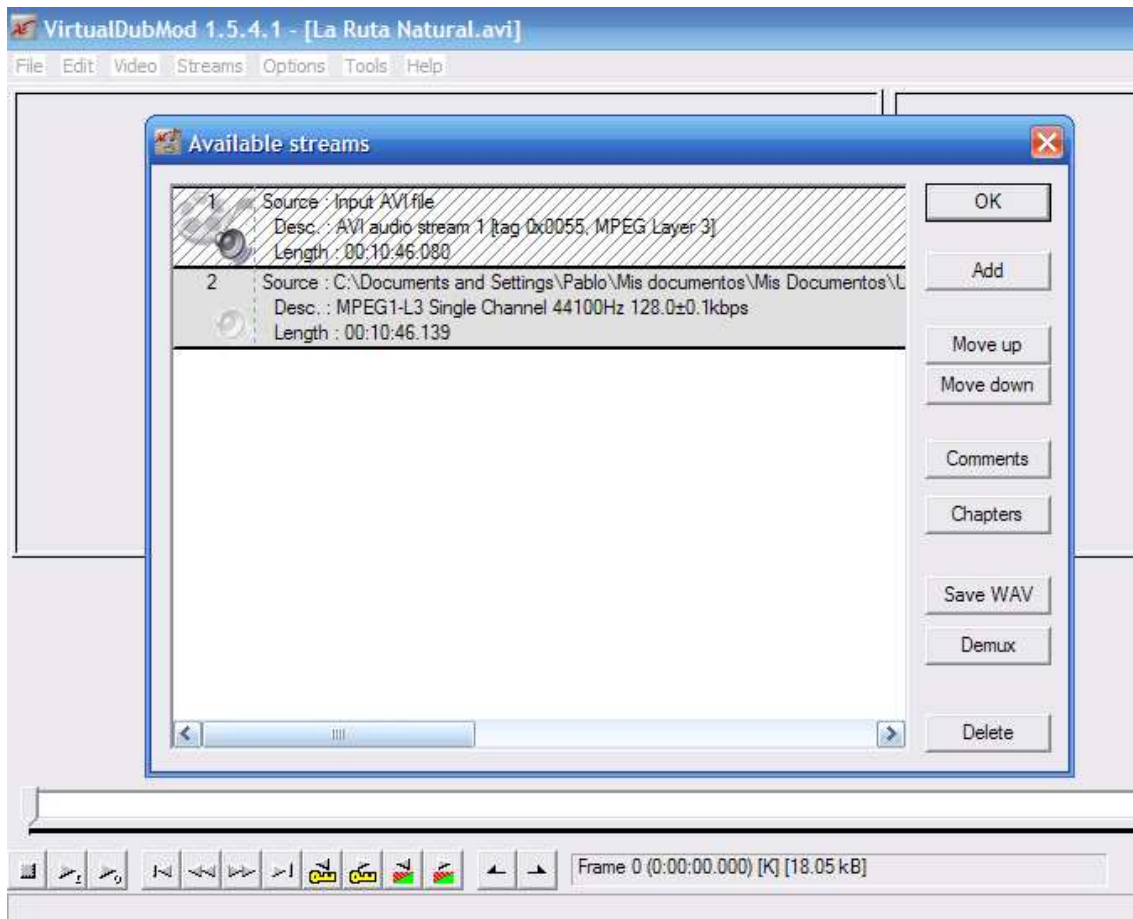 VirtualDubMod 1.5.4.1 - [La Ruta Natural.avi]
File Edit Video Streams Options Tools Help
Available streams
1 Source : Input AVI file
Desc. : AVI audio stream 1 [tag 0x0055, MPEG Layer 3]
Length : 00:10:46.080
2 Source : C:\Documents and Settings\Pablo\Mis documentos\Mis Documentos\U
Desc. : MPEG1-L3 Single Channel 44100Hz 128.0±0.1kbps
Length : 00:10:46.139
OK
Add
Move up
Move down
Comments
Chapters
Save WAV
Demux
Delete
Frame 0 (0:00:00.000) [K] [18.05 kB]